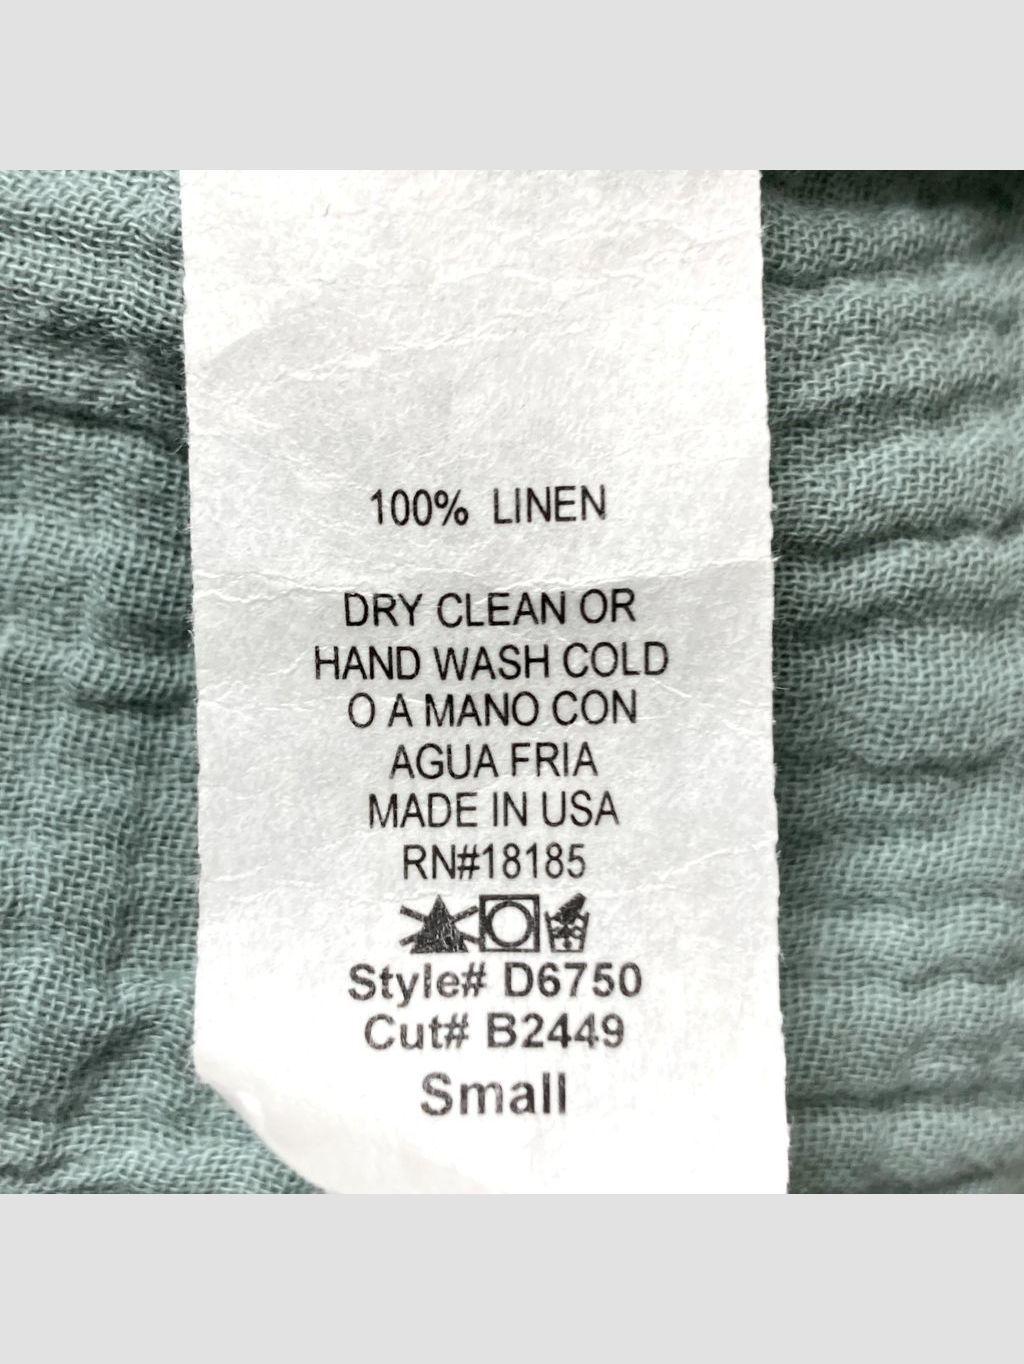 100% LINEN
DRY CLEAN OR
HAND WASH COLD
O A MANO CON
AGUA FRIA
MADE IN USA
RN#18185
Style# D6750
Cut# B2449
Small